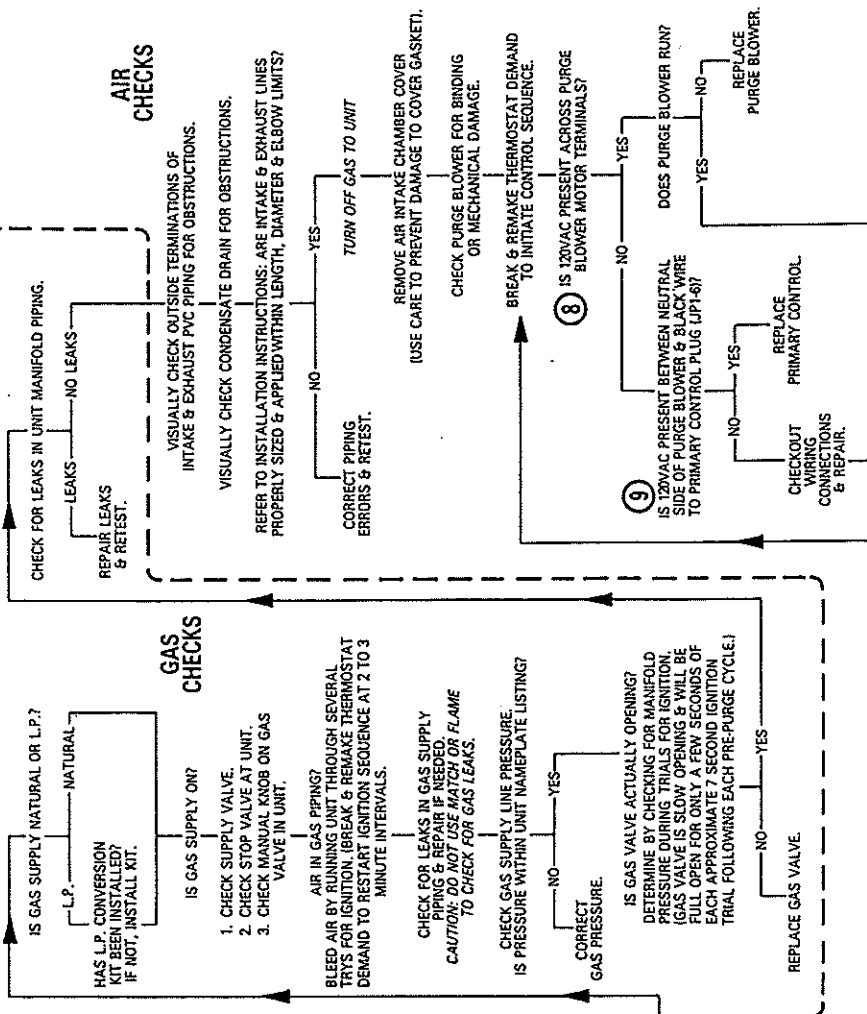 GAS
CHECKS
IS GAS SUPPLY NATURAL OR L.P.?
L.P.
NATURAL
HAS L.P. CONVERSION
KIT BEEN INSTALLED?
IF NOT, INSTALL KIT.
IS GAS SUPPLY ON?
1. CHECK SUPPLY VALVE.
2. CHECK STOP VALVE AT UNIT.
3. CHECK MANUAL KNOB ON GAS
VALVE IN UNIT.
AIR IN GAS PIPING?
BLEED AIR BY RUNNING UNIT THROUGH SEVERAL
TRYS FOR IGNITION. (BREAK & REMAKE THERMOSTAT
DEMAND TO RESTART IGNITION SEQUENCE AT 2 TO 3
MINUTE INTERVALS.
CHECK FOR LEAKS IN GAS SUPPLY
PIPING & REPAIR IF NEEDED.
CAUTION: DO NOT USE MATCH OR FLAME
TO CHECK FOR GAS LEAKS.
CHECK GAS SUPPLY LINE PRESSURE.
IS PRESSURE WITHIN UNIT NAMEPLATE LISTING?
NO
YES
CORRECT
GAS PRESSURE.
IS GAS VALVE ACTUALLY OPENING?
DETERMINE BY CHECKING FOR MANIFOLD
PRESSURE DURING TRIALS FOR IGNITION.
(GAS VALVE IS SLOW OPENING & WILL BE
FULL OPEN FOR ONLY A FEW SECONDS OF
EACH APPROXIMATE 7 SECOND IGNITION
TRIAL FOLLOWING EACH PRE-PURGE CYCLE.)
NO
YES
REPLACE GAS VALVE.
CHECK FOR LEAKS IN UNIT MANIFOLD PIPING.
LEAKS
NO LEAKS
REPAIR LEAKS
& RETEST.
AIR
CHECKS
VISUALLY CHECK OUTSIDE TERMINATIONS OF
INTAKE & EXHAUST PVC PIPING FOR OBSTRUCTIONS.
VISUALLY CHECK CONDENSATE DRAIN FOR OBSTRUCTIONS.
REFER TO INSTALLATION INSTRUCTIONS: ARE INTAKE & EXHAUST LINES
PROPERLY SIZED & APPLIED WITHIN LENGTH, DIAMETER & ELBOW LIMITS?
NO
YES
CORRECT PIPING
ERRORS & RETEST.
TURN OFF GAS TO UNIT
REMOVE AIR INTAKE CHAMBER COVER
(USE CARE TO PREVENT DAMAGE TO COVER GASKET).
CHECK PURGE BLOWER FOR BINDING
OR MECHANICAL DAMAGE.
BREAK & REMAKE THERMOSTAT DEMAND
TO INITIATE CONTROL SEQUENCE.
8 IS 120VAC PRESENT ACROSS PURGE
BLOWER MOTOR TERMINALS?
NO
YES
9
IS 120VAC PRESENT BETWEEN NEUTRAL
SIDE OF PURGE BLOWER & BLACK WIRE
TO PRIMARY CONTROL PLUG (JP1-6)?
NO
YES
CHECKOUT
WIRING
CONNECTIONS
& REPAIR.
REPLACE
PRIMARY CONTROL.
DOES PURGE BLOWER RUN?
YES
NO
REPLACE
PURGE BLOWER.